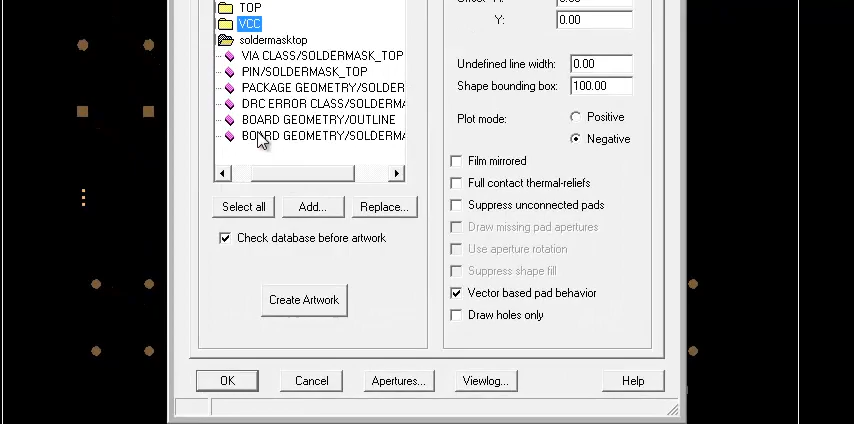 TOP
VCC
soldermasktop
VIA CLASS/SOLDERMASK_TOP
PIN/SOLDERMASK_TOP
PACKAGE GEOMETRY/SOLDER
DRC ERROR CLASS/SOLDERMA
BOARD GEOMETRY/OUTLINE
BOARD GEOMETRY/SOLDERMA
Select all
Add...
Replace...
Check database before artwork
Create Artwork
0.00
Y: 0.00
Undefined line width: 0.00
Shape bounding box: 100.00
Plot mode:
Positive
Negative
Film mirrored
Full contact thermal-reliefs
Suppress unconnected pads
Draw missing pad apertures
Use aperture rotation
Suppress shape fill
Vector based pad behavior
Draw holes only
OK
Cancel
Apertures...
Viewlog...
Help